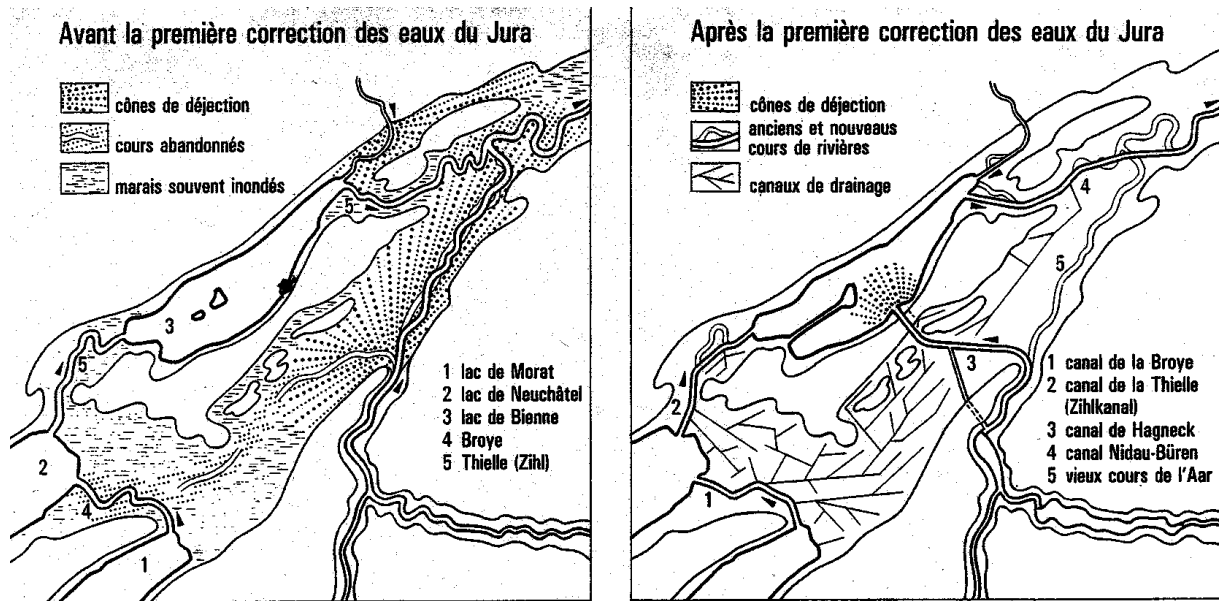 Avant la première correction des eaux du Jura
cônes de déjection
cours abandonnés
marais souvent inondés
5
3
5
2
4
1
1 lac de Morat
2 lac de Neuchâtel
3 lac de Bienne
4 Broye
5 Thielle (Zihl)
Après la première correction des eaux du Jura
cônes de déjection
anciens et nouveaus
cours de rivières
canaux de drainage
4
5
3
2
1
1 canal de la Broye
2 canal de la Thielle
(Zihlkanal)
3 canal de Hagneck
4 canal Nidau-Büren
5 vieux cours de l'Aar